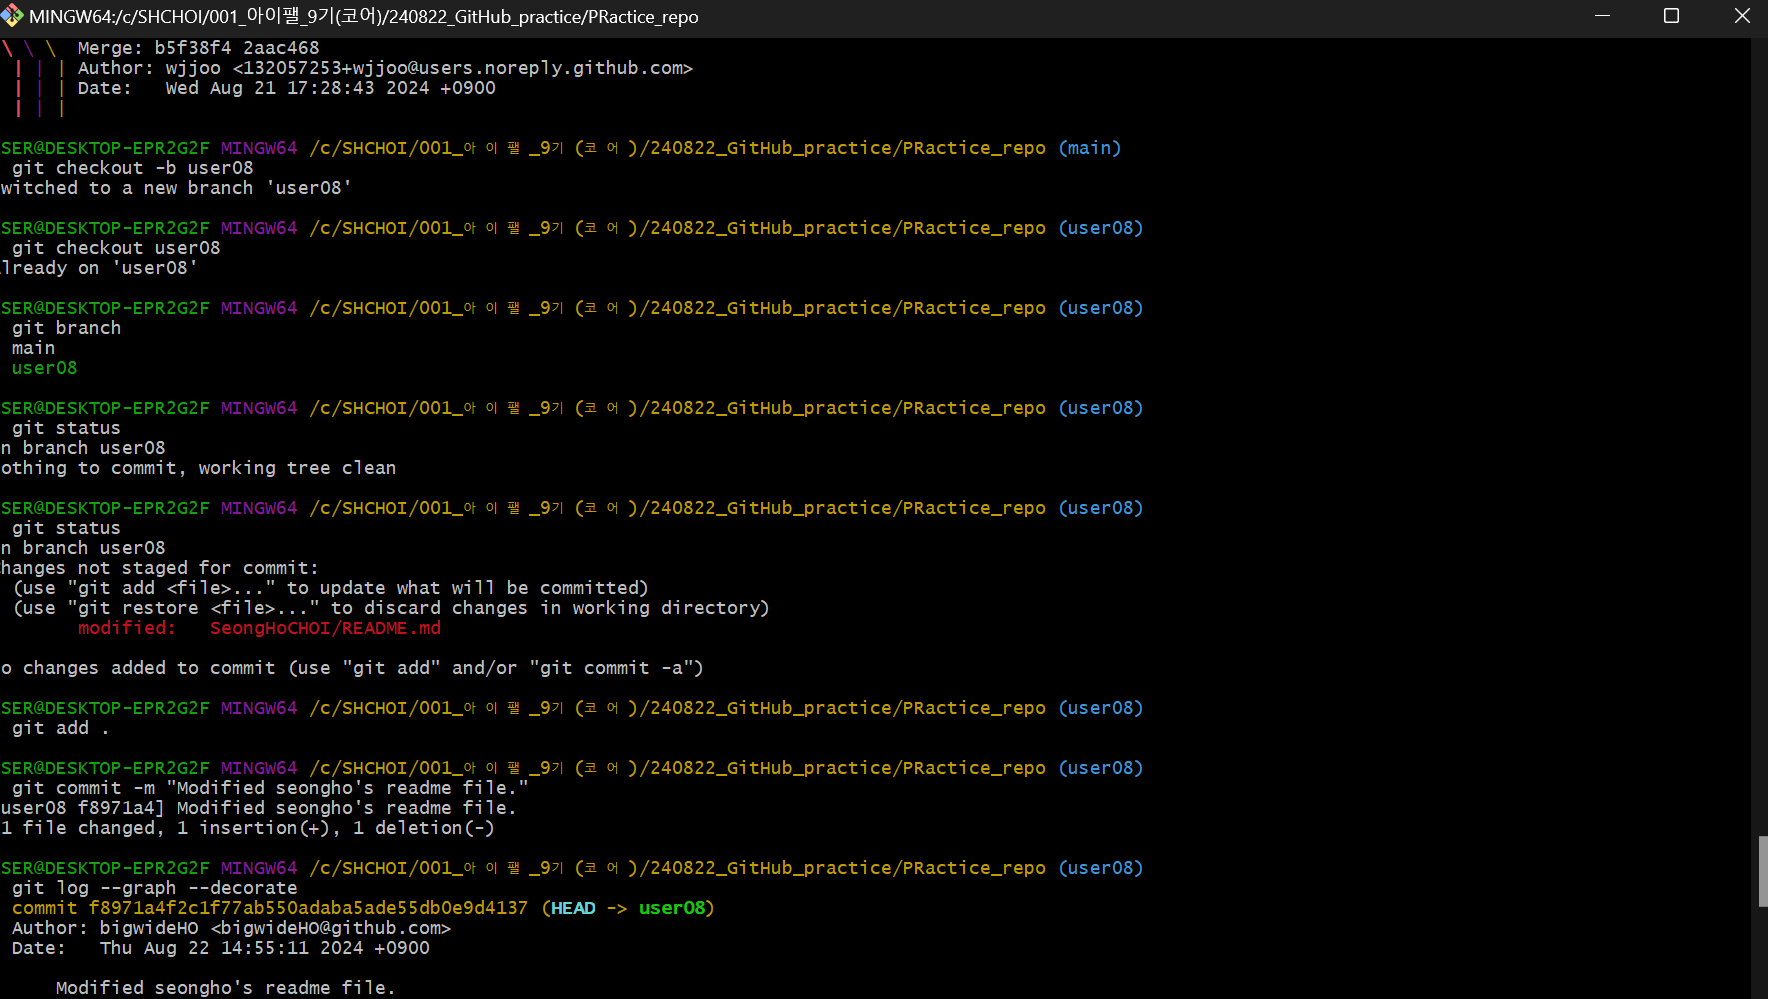 MINGW64:/c/SHCHOI/001_아이팰_9기(코어)/240822_GitHub_practice/PRactice_repo
\ \ \  Merge: b5f38f4 2aac468
| | | Author: wjjoo <132057253+wjjoo@users.noreply.github.com>
| | | Date:   Wed Aug 21 17:28:43 2024 +0900
| | |
SER@DESKTOP-EPR2G2F MINGW64 /c/SHCHOI/001_아이팰_9기(코어)/240822_GitHub_practice/PRactice_repo (main)
git checkout -b user08
witched to a new branch 'user08'
SER@DESKTOP-EPR2G2F MINGW64 /c/SHCHOI/001_아이팰_9기(코어)/240822_GitHub_practice/PRactice_repo (user08)
git checkout user08
lready on 'user08'
SER@DESKTOP-EPR2G2F MINGW64 /c/SHCHOI/001_아이팰_9기(코어)/240822_GitHub_practice/PRactice_repo (user08)
git branch
main
user08
SER@DESKTOP-EPR2G2F MINGW64 /c/SHCHOI/001_아이팰_9기(코어)/240822_GitHub_practice/PRactice_repo (user08)
git status
n branch user08
othing to commit, working tree clean
SER@DESKTOP-EPR2G2F MINGW64 /c/SHCHOI/001_아이팰_9기(코어)/240822_GitHub_practice/PRactice_repo (user08)
git status
n branch user08
hanges not staged for commit:
(use "git add <file>..." to update what will be committed)
(use "git restore <file>..." to discard changes in working directory)
modified:   SeongHoCHOI/README.md
o changes added to commit (use "git add" and/or "git commit -a")
SER@DESKTOP-EPR2G2F MINGW64 /c/SHCHOI/001_아이팰_9기(코어)/240822_GitHub_practice/PRactice_repo (user08)
git add .
SER@DESKTOP-EPR2G2F MINGW64 /c/SHCHOI/001_아이팰_9기(코어)/240822_GitHub_practice/PRactice_repo (user08)
git commit -m "Modified seongho's readme file."
user08 f8971a4] Modified seongho's readme file.
1 file changed, 1 insertion(+), 1 deletion(-)
SER@DESKTOP-EPR2G2F MINGW64 /c/SHCHOI/001_아이팰_9기(코어)/240822_GitHub_practice/PRactice_repo (user08)
git log --graph --decorate
commit f8971a4f2c1f77ab550adaba5ade55db0e9d4137 (HEAD -> user08)
Author: bigwideHO <bigwideHO@github.com>
Date:   Thu Aug 22 14:55:11 2024 +0900
Modified seongho's readme file.